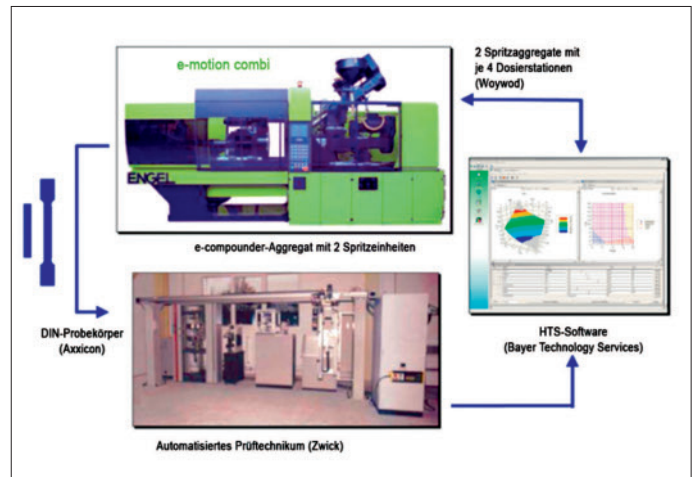 e-motion combi
2 Spritzaggregate mit
je 4 Dosierstationen
(Woywod)
ENGEL
e-compounder-Aggregat mit 2 Spritzeinheiten
DIN-Probekörper
(Axxicon)
HTS-Software
(Bayer Technology Services)
Automatisiertes Prüftechnikum (Zwick)